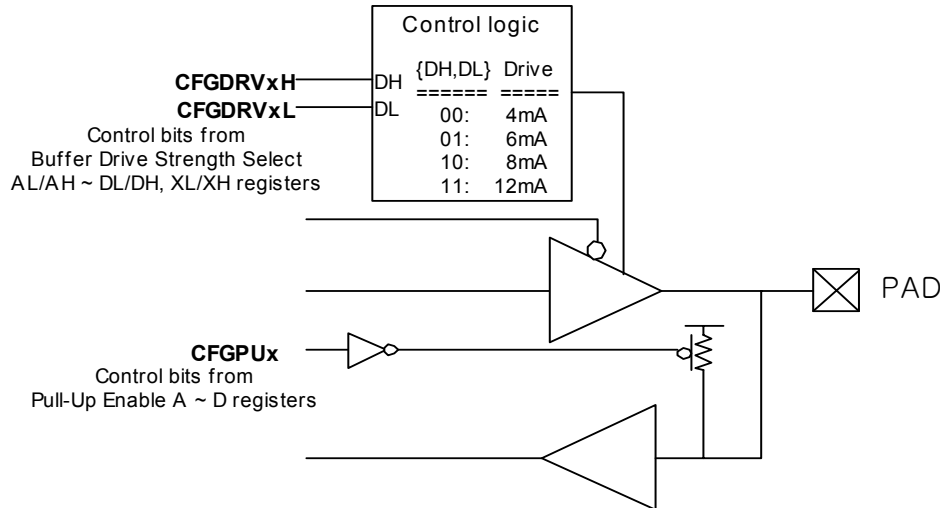 Control logic
{DH,DL} Drive
====== =====
00: 4mA
01: 6mA
10: 8mA
11: 12mA
CFGDRVxH
DH
CFGDRVxL
DL
Control bits from
Buffer Drive Strength Select
AL/AH ~ DL/DH, XL/XH registers
PAD
CFGPUx
Control bits from
Pull-Up Enable A ~ D registers